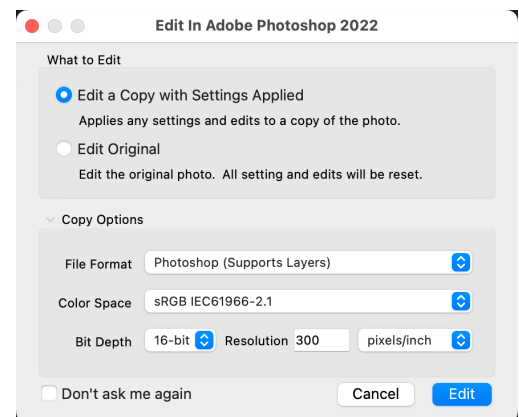 Edit In Adobe Photoshop 2022
What to Edit
Edit a Copy with Settings Applied
Applies any settings and edits to a copy of the photo.
Edit Original
Edit the original photo.  All setting and edits will be reset.
Copy Options
File Format Photoshop (Supports Layers)
Color Space sRGB IEC61966-2.1
Bit Depth 16-bit Resolution 300 pixels/inch
Don't ask me again Cancel Edit